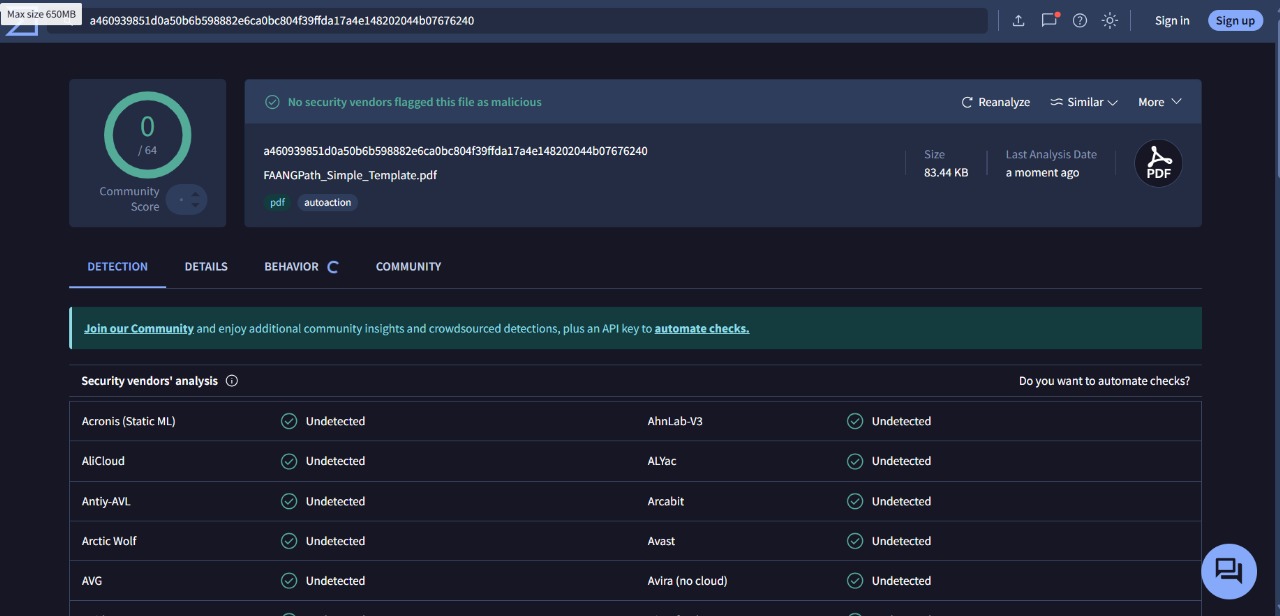 Max size 650MB
a460939851d0a50b6b598882e6ca0bc804f39ffda17a4e148202044b07676240
Sign in
Sign up
0
/ 64
Community
Score
No security vendors flagged this file as malicious
Reanalyze
Similar
More
a460939851d0a50b6b598882e6ca0bc804f39ffda17a4e148202044b07676240
FAANGPath_Simple_Template.pdf
pdf
autoaction
Size
83.44 KB
Last Analysis Date
a moment ago
PDF
DETECTION
DETAILS
BEHAVIOR
COMMUNITY
Join our Community and enjoy additional community insights and crowdsourced detections, plus an API key to automate checks.
Security vendors' analysis
Do you want to automate checks?
Acronis (Static ML) Undetected AhnLab-V3 Undetected
AliCloud Undetected ALYac Undetected
Antiy-AVL Undetected Arcabit Undetected
Arctic Wolf Undetected Avast Undetected
AVG Undetected Avira (no cloud) Undetected